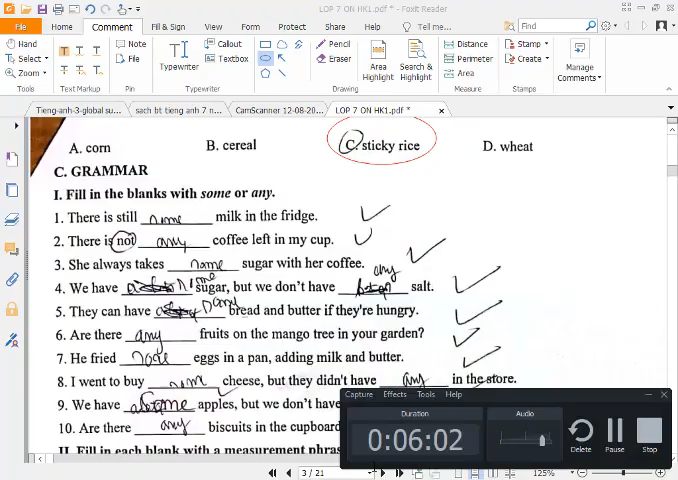 LOP 7 ON HK1.pdf * - Foxit Reader
File Home Comment Fill & Sign View Form Protect Share Help Tell me... Find
Hand
Select
Zoom
Note
File
Typewriter
Callout
Textbox
Pencil
Eraser
Area Highlight
Search & Highlight
Distance
Perimeter
Area
Stamp
Create
Manage Comments
Tools Text Markup Pin Typewriter Drawing Measure Stamps
Tieng-anh-3-global su... sach bt tieng anh 7 n... CamScanner 12-08-20... LOP 7 ON HK1.pdf *
A. corn B. cereal C. sticky rice D. wheat
C. GRAMMAR
I. Fill in the blanks with some or any.
1. There is still some milk in the fridge.
2. There is not any coffee left in my cup.
3. She always takes some sugar with her coffee.
any
4. We have some sugar, but we don't have salt.
5. They can have any bread and butter if they're hungry.
6. Are there any fruits on the mango tree in your garden?
7. He fried some eggs in a pan, adding milk and butter.
8. I went to buy some cheese, but they didn't have any in the store.
9. We have some apples, but we don't have
10. Are there any biscuits in the cupboard
II. Fill in each blank with a measurement phras
Capture Effects Tools Help
Duration
0:06:02
Audio
Delete Pause Stop
3 / 21
125%